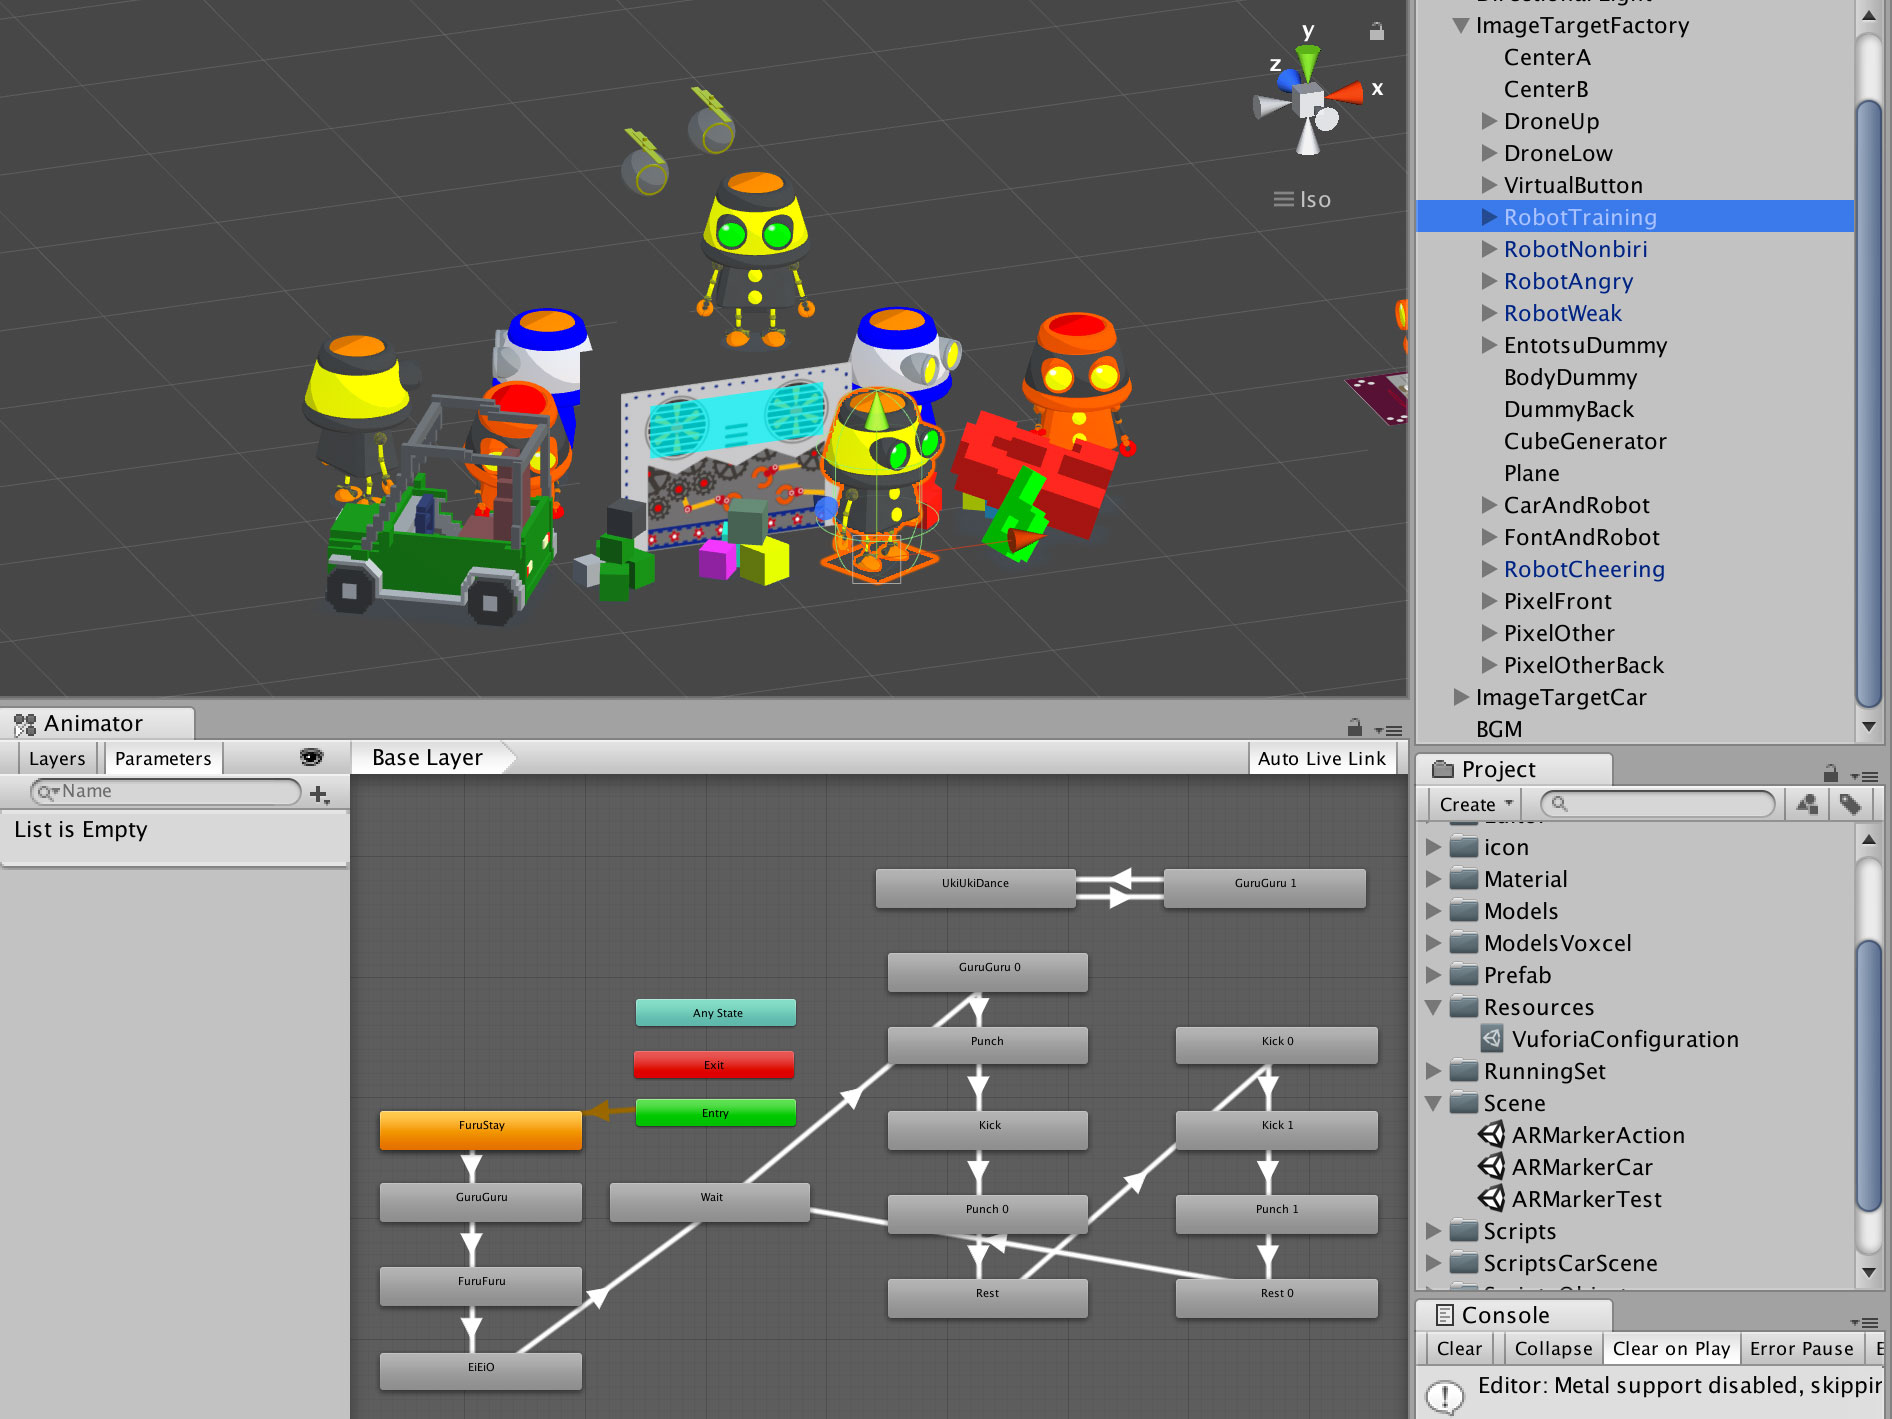 y
z
x
Iso
ImageTargetFactory
CenterA
CenterB
DroneUp
DroneLow
VirtualButton
RobotTraining
RobotNonbiri
RobotAngry
RobotWeak
EntotsuDummy
BodyDummy
DummyBack
CubeGenerator
Plane
CarAndRobot
FontAndRobot
RobotCheering
PixelFront
PixelOther
PixelOtherBack
ImageTargetCar
BGM
Animator
Layers
Parameters
Base Layer
Auto Live Link
Name
List is Empty
UkiUkiDance
GuruGuru 1
GuruGuru 0
Any State
Punch
Kick 0
Exit
Entry
FuruStay
Kick
Kick 1
GuruGuru
Wait
Punch 0
Punch 1
FuruFuru
Rest
Rest 0
EiEiO
Project
Create
icon
Material
Models
ModelsVoxcel
Prefab
Resources
VuforiaConfiguration
RunningSet
Scene
ARMarkerAction
ARMarkerCar
ARMarkerTest
Scripts
ScriptsCarScene
Console
Clear
Collapse
Clear on Play
Error Pause
Editor: Metal support disabled, skippin